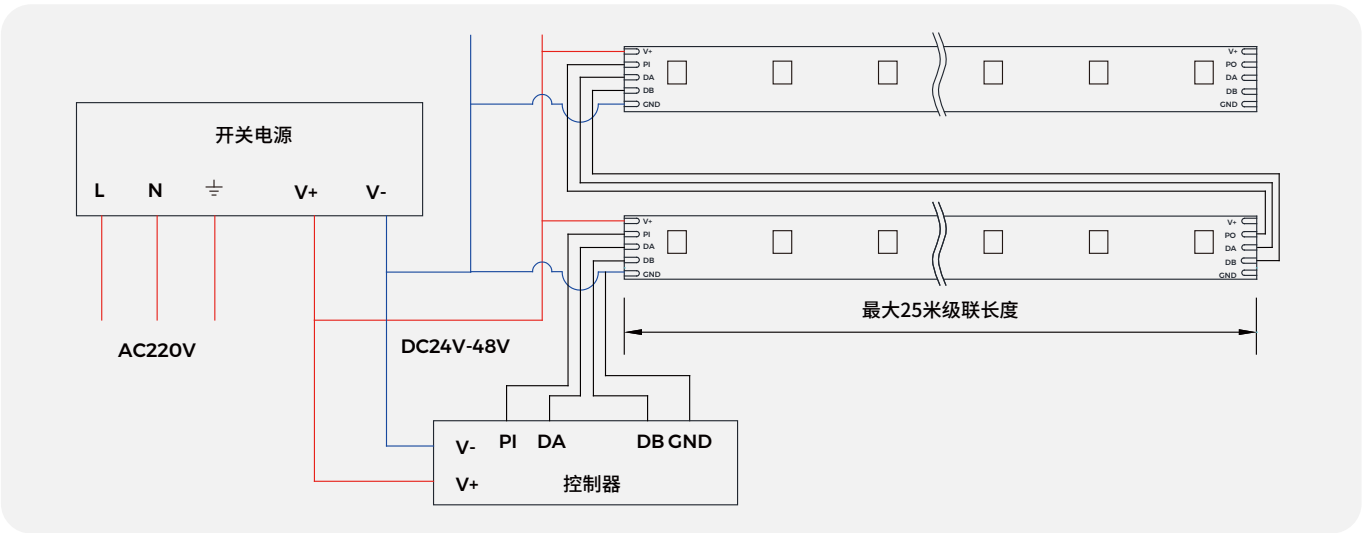 V+
PI
DA
DB
GND
V+
PO
DA
DB
GND
开关电源
L
N
V+
V-
V+
PI
DA
DB
GND
V+
PO
DA
DB
GND
最大25米级联长度
AC220V
DC24V-48V
V-
PI
DA
DB
GND
V+
控制器